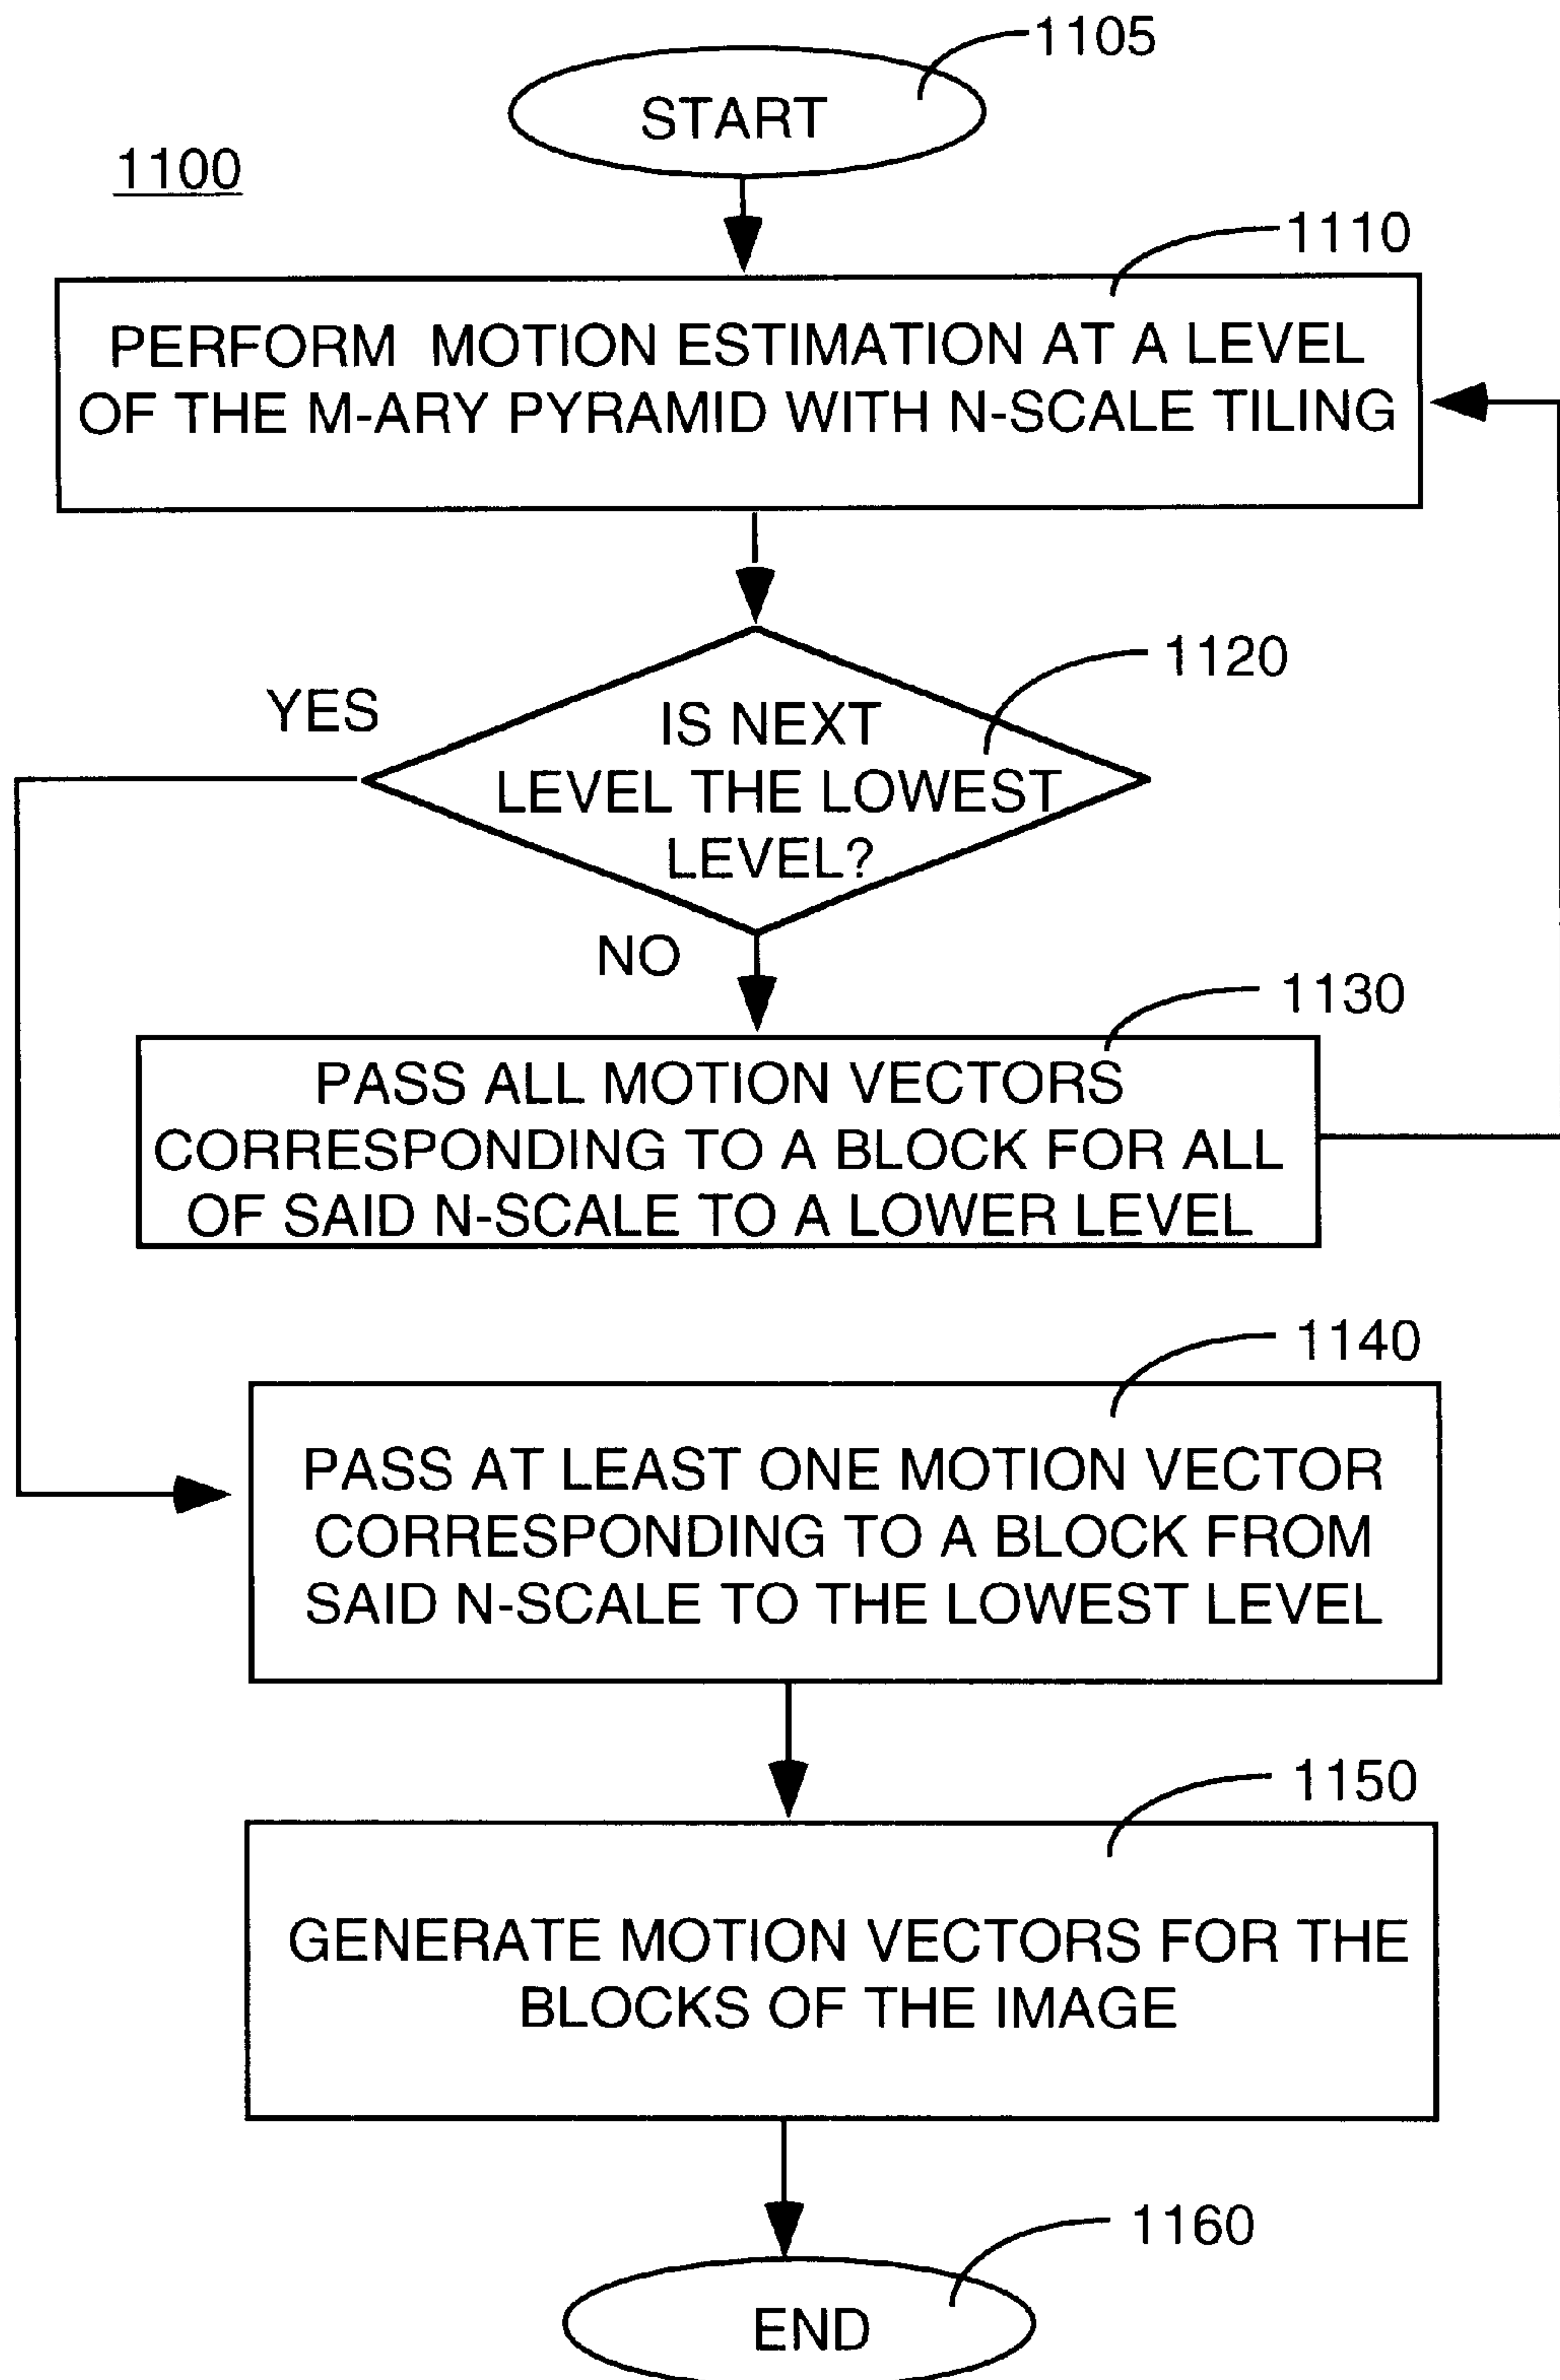 1105
START
1100
1110
PERFORM MOTION ESTIMATION AT A LEVEL
OF THE M-ARY PYRAMID WITH N-SCALE TILING
1120
YES
IS NEXT
LEVEL THE LOWEST
LEVEL?
NO
1130
PASS ALL MOTION VECTORS
CORRESPONDING TO A BLOCK FOR ALL
OF SAID N-SCALE TO A LOWER LEVEL
1140
PASS AT LEAST ONE MOTION VECTOR
CORRESPONDING TO A BLOCK FROM
SAID N-SCALE TO THE LOWEST LEVEL
1150
GENERATE MOTION VECTORS FOR THE
BLOCKS OF THE IMAGE
1160
END